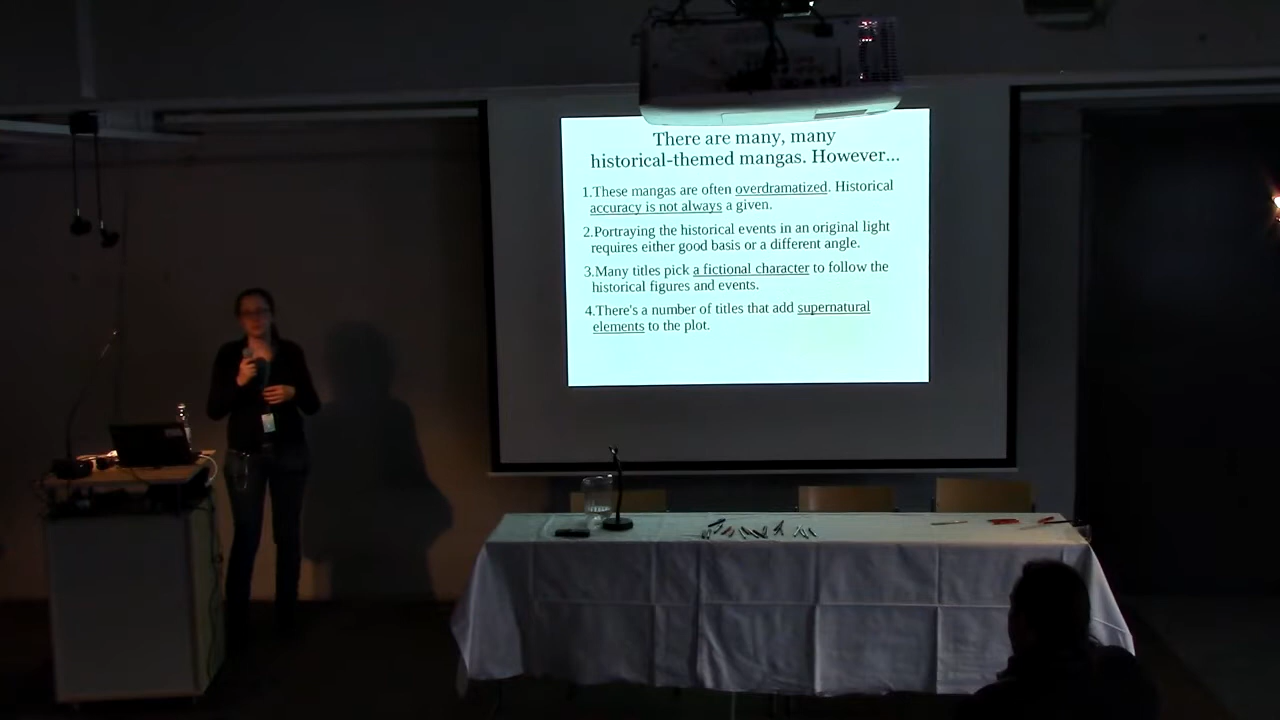 There are many, many
historical-themed mangas. However...
1.These mangas are often overdramatized. Historical
accuracy is not always a given.
2.Portraying the historical events in an original light
requires either good basis or a different angle.
3.Many titles pick a fictional character to follow the
historical figures and events.
4.There's a number of titles that add supernatural
elements to the plot.